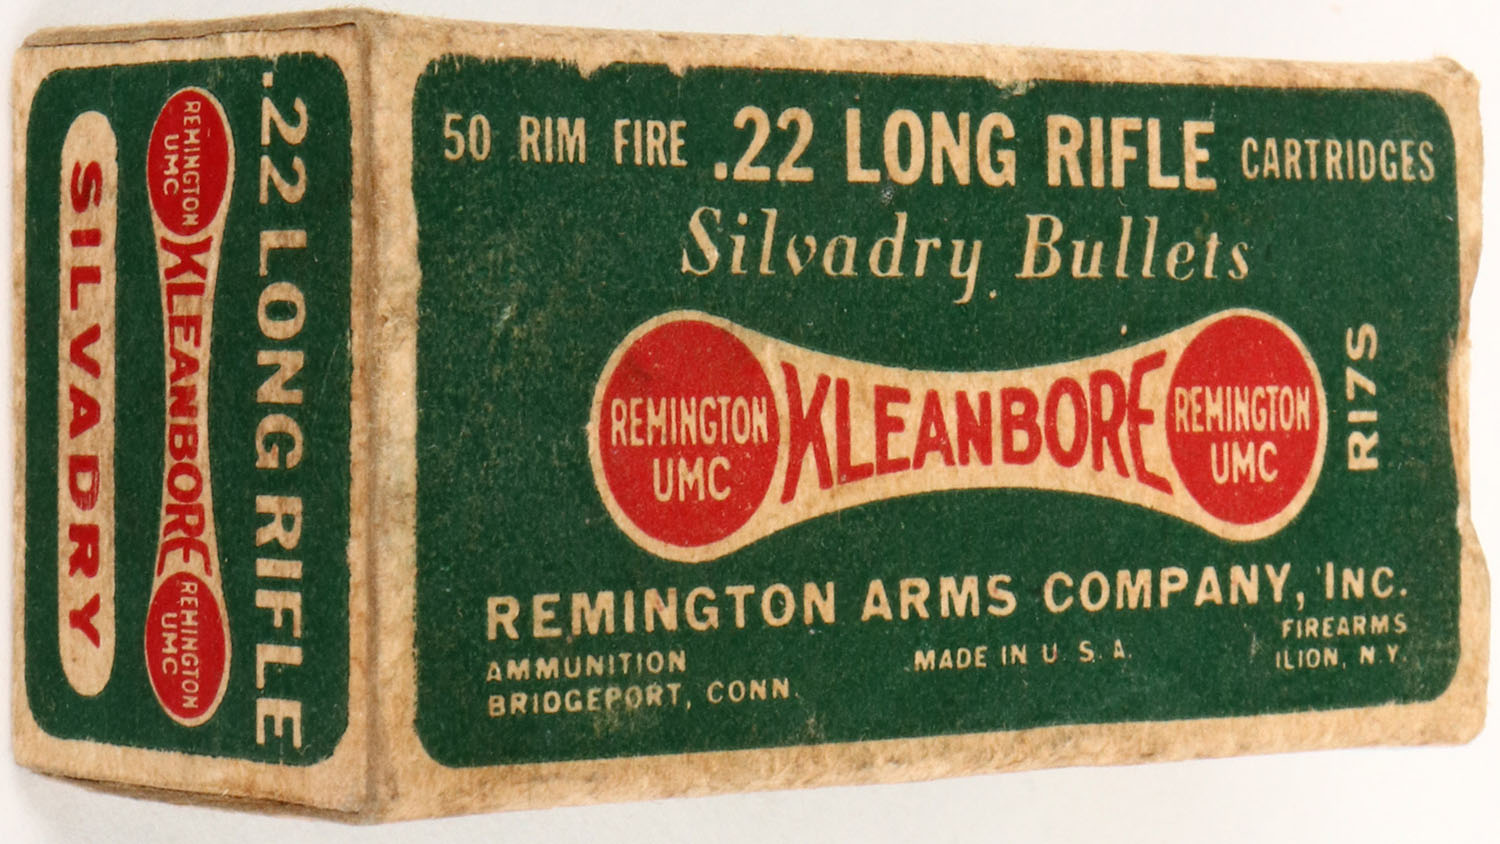 .22 LONG RIFLE
REMINGTON
UMC
KLEANBORE
REMINGTON
UMC
SILVADRY
50 RIM FIRE .22 LONG RIFLE CARTRIDGES
Silvadry Bullets
REMINGTON
UMC
KLEANBORE
REMINGTON
UMC
R17S
REMINGTON ARMS COMPANY, INC.
AMMUNITION
BRIDGEPORT, CONN.
MADE IN U. S. A.
FIREARMS
ILION, N.Y.